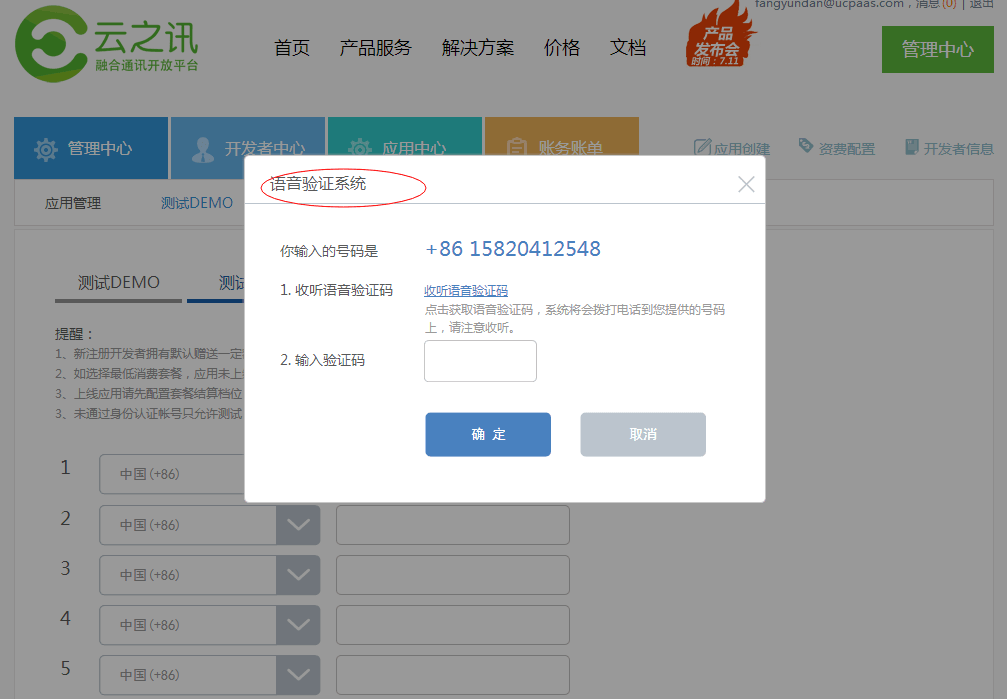 fangyundan@ucpaas.com，消息(0) | 退出
云之讯
融合通讯开放平台
首页 产品服务 解决方案 价格 文档
产品
发布会
时间：7.11
管理中心
管理中心 开发者中心 应用中心 账务账单
应用创建 资费配置 开发者信息
应用管理 测试DEMO
语音验证系统
你输入的号码是 +86 15820412548
测试DEMO 测试
1. 收听语音验证码 收听语音验证码
点击获取语音验证码，系统将会拨打电话到您提供的号码
上，请注意收听。
2. 输入验证码
确 定 取消
提醒：
1、新注册开发者拥有默认赠送一定
2、如选择最低消费套餐，应用未上
3、上线应用请先配置套餐结算档位
3、未通过身份认证帐号只允许测试
1 中国 (+86)
2 中国 (+86)
3 中国 (+86)
4 中国 (+86)
5 中国 (+86)